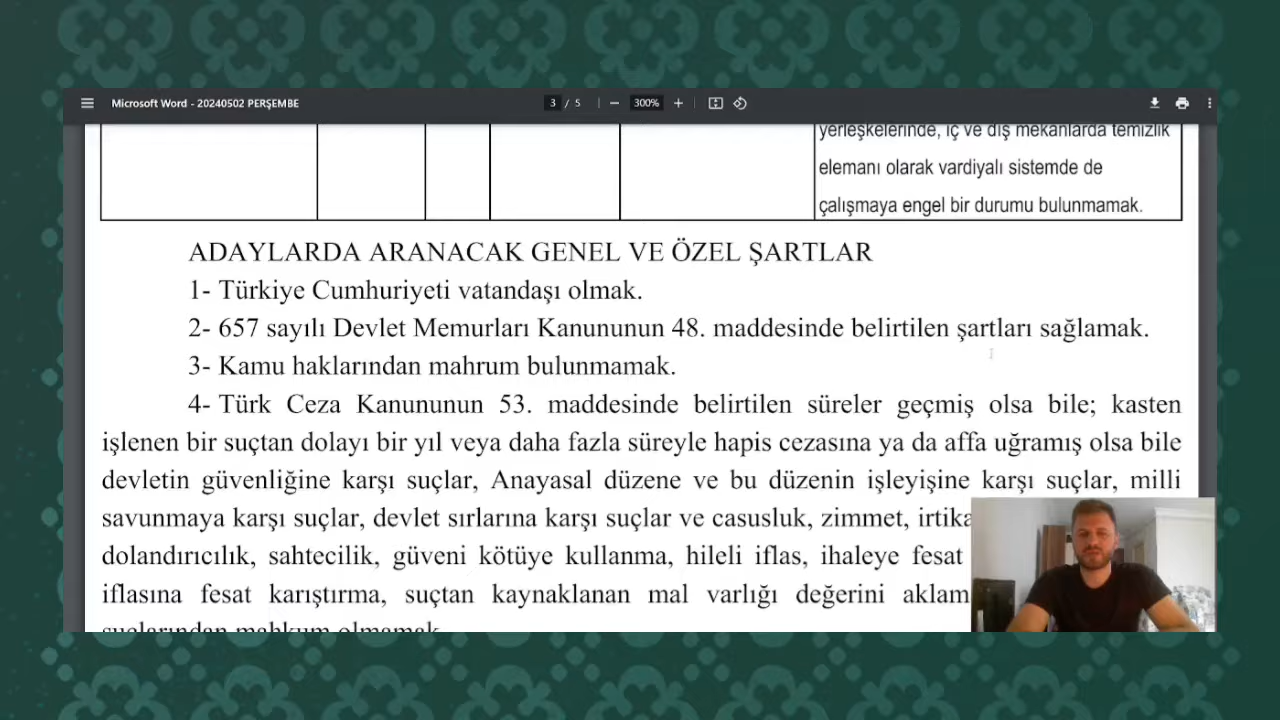 Microsoft Word - 20240502 PERŞEMBE
3 / 5
300%
yerleşkelerinde, iç ve dış mekanlarda temizlik
elemanı olarak vardiyalı sistemde de
çalışmaya engel bir durumu bulunmamak.
ADAYLARDA ARANACAK GENEL VE ÖZEL ŞARTLAR
1- Türkiye Cumhuriyeti vatandaşı olmak.
2- 657 sayılı Devlet Memurları Kanununun 48. maddesinde belirtilen şartları sağlamak.
3- Kamu haklarından mahrum bulunmamak.
4- Türk Ceza Kanununun 53. maddesinde belirtilen süreler geçmiş olsa bile; kasten
işlenen bir suçtan dolayı bir yıl veya daha fazla süreyle hapis cezasına ya da affa uğramış olsa bile
devletin güvenliğine karşı suçlar, Anayasal düzene ve bu düzenin işleyişine karşı suçlar, milli
savunmaya karşı suçlar, devlet sırlarına karşı suçlar ve casusluk, zimmet, irtika
dolandırıcılık, sahtecilik, güveni kötüye kullanma, hileli iflas, ihaleye fesat
iflasına fesat karıştırma, suçtan kaynaklanan mal varlığı değerini aklam
suçlarından mahkum olmamak